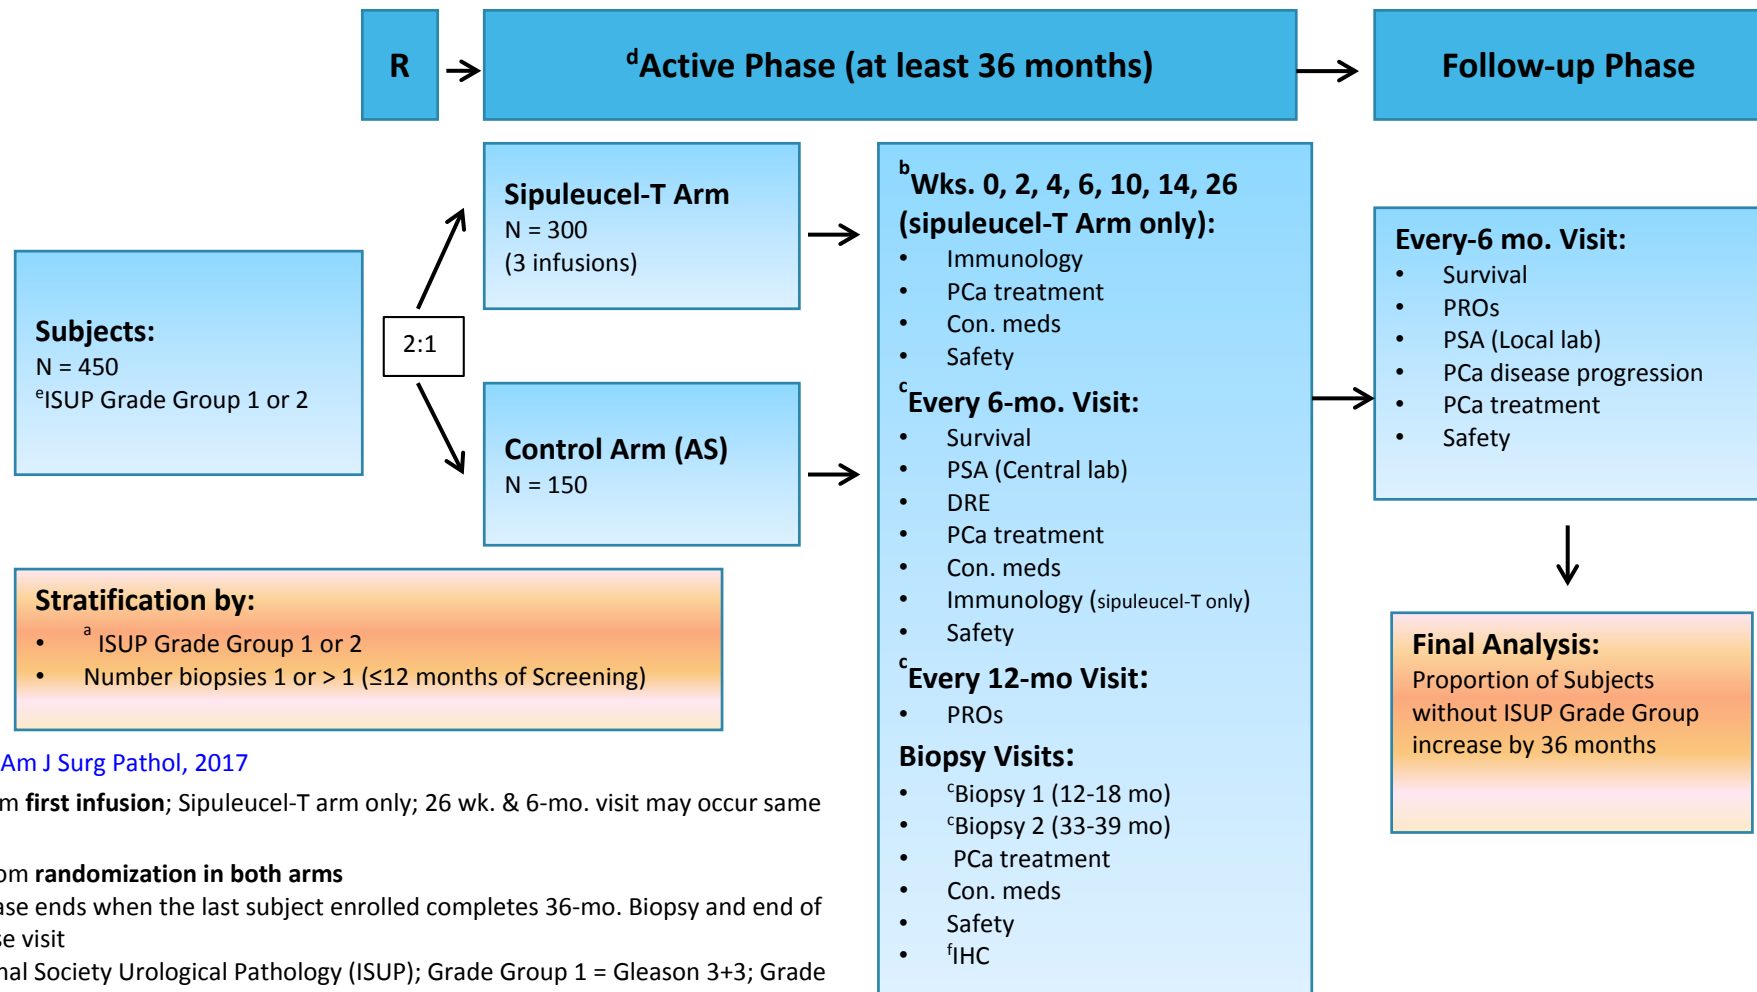 R
dActive Phase (at least 36 months)
Follow-up Phase
Subjects:
N = 450
eISUP Grade Group 1 or 2
2:1
Sipuleucel-T Arm
N = 300
(3 infusions)
Control Arm (AS)
N = 150
bWks. 0, 2, 4, 6, 10, 14, 26
(sipuleucel-T Arm only):
• Immunology
• PCa treatment
• Con. meds
• Safety
cEvery 6-mo. Visit:
• Survival
• PSA (Central lab)
• DRE
• PCa treatment
• Con. meds
• Immunology (sipuleucel-T only)
• Safety
cEvery 12-mo Visit:
• PROs
Biopsy Visits:
• cBiopsy 1 (12-18 mo)
• cBiopsy 2 (33-39 mo)
• PCa treatment
• Con. meds
• Safety
• fIHC
Every-6 mo. Visit:
• Survival
• PROs
• PSA (Local lab)
• PCa disease progression
• PCa treatment
• Safety
Final Analysis:
Proportion of Subjects
without ISUP Grade Group
increase by 36 months
Stratification by:
• a ISUP Grade Group 1 or 2
• Number biopsies 1 or > 1 (≤12 months of Screening)
Am J Surg Pathol, 2017
first infusion; Sipuleucel-T arm only; 26 wk. & 6-mo. visit may occur same
randomization in both arms
ends when the last subject enrolled completes 36-mo. Biopsy and end of
visit
Society Urological Pathology (ISUP); Grade Group 1 = Gleason 3+3; Grade